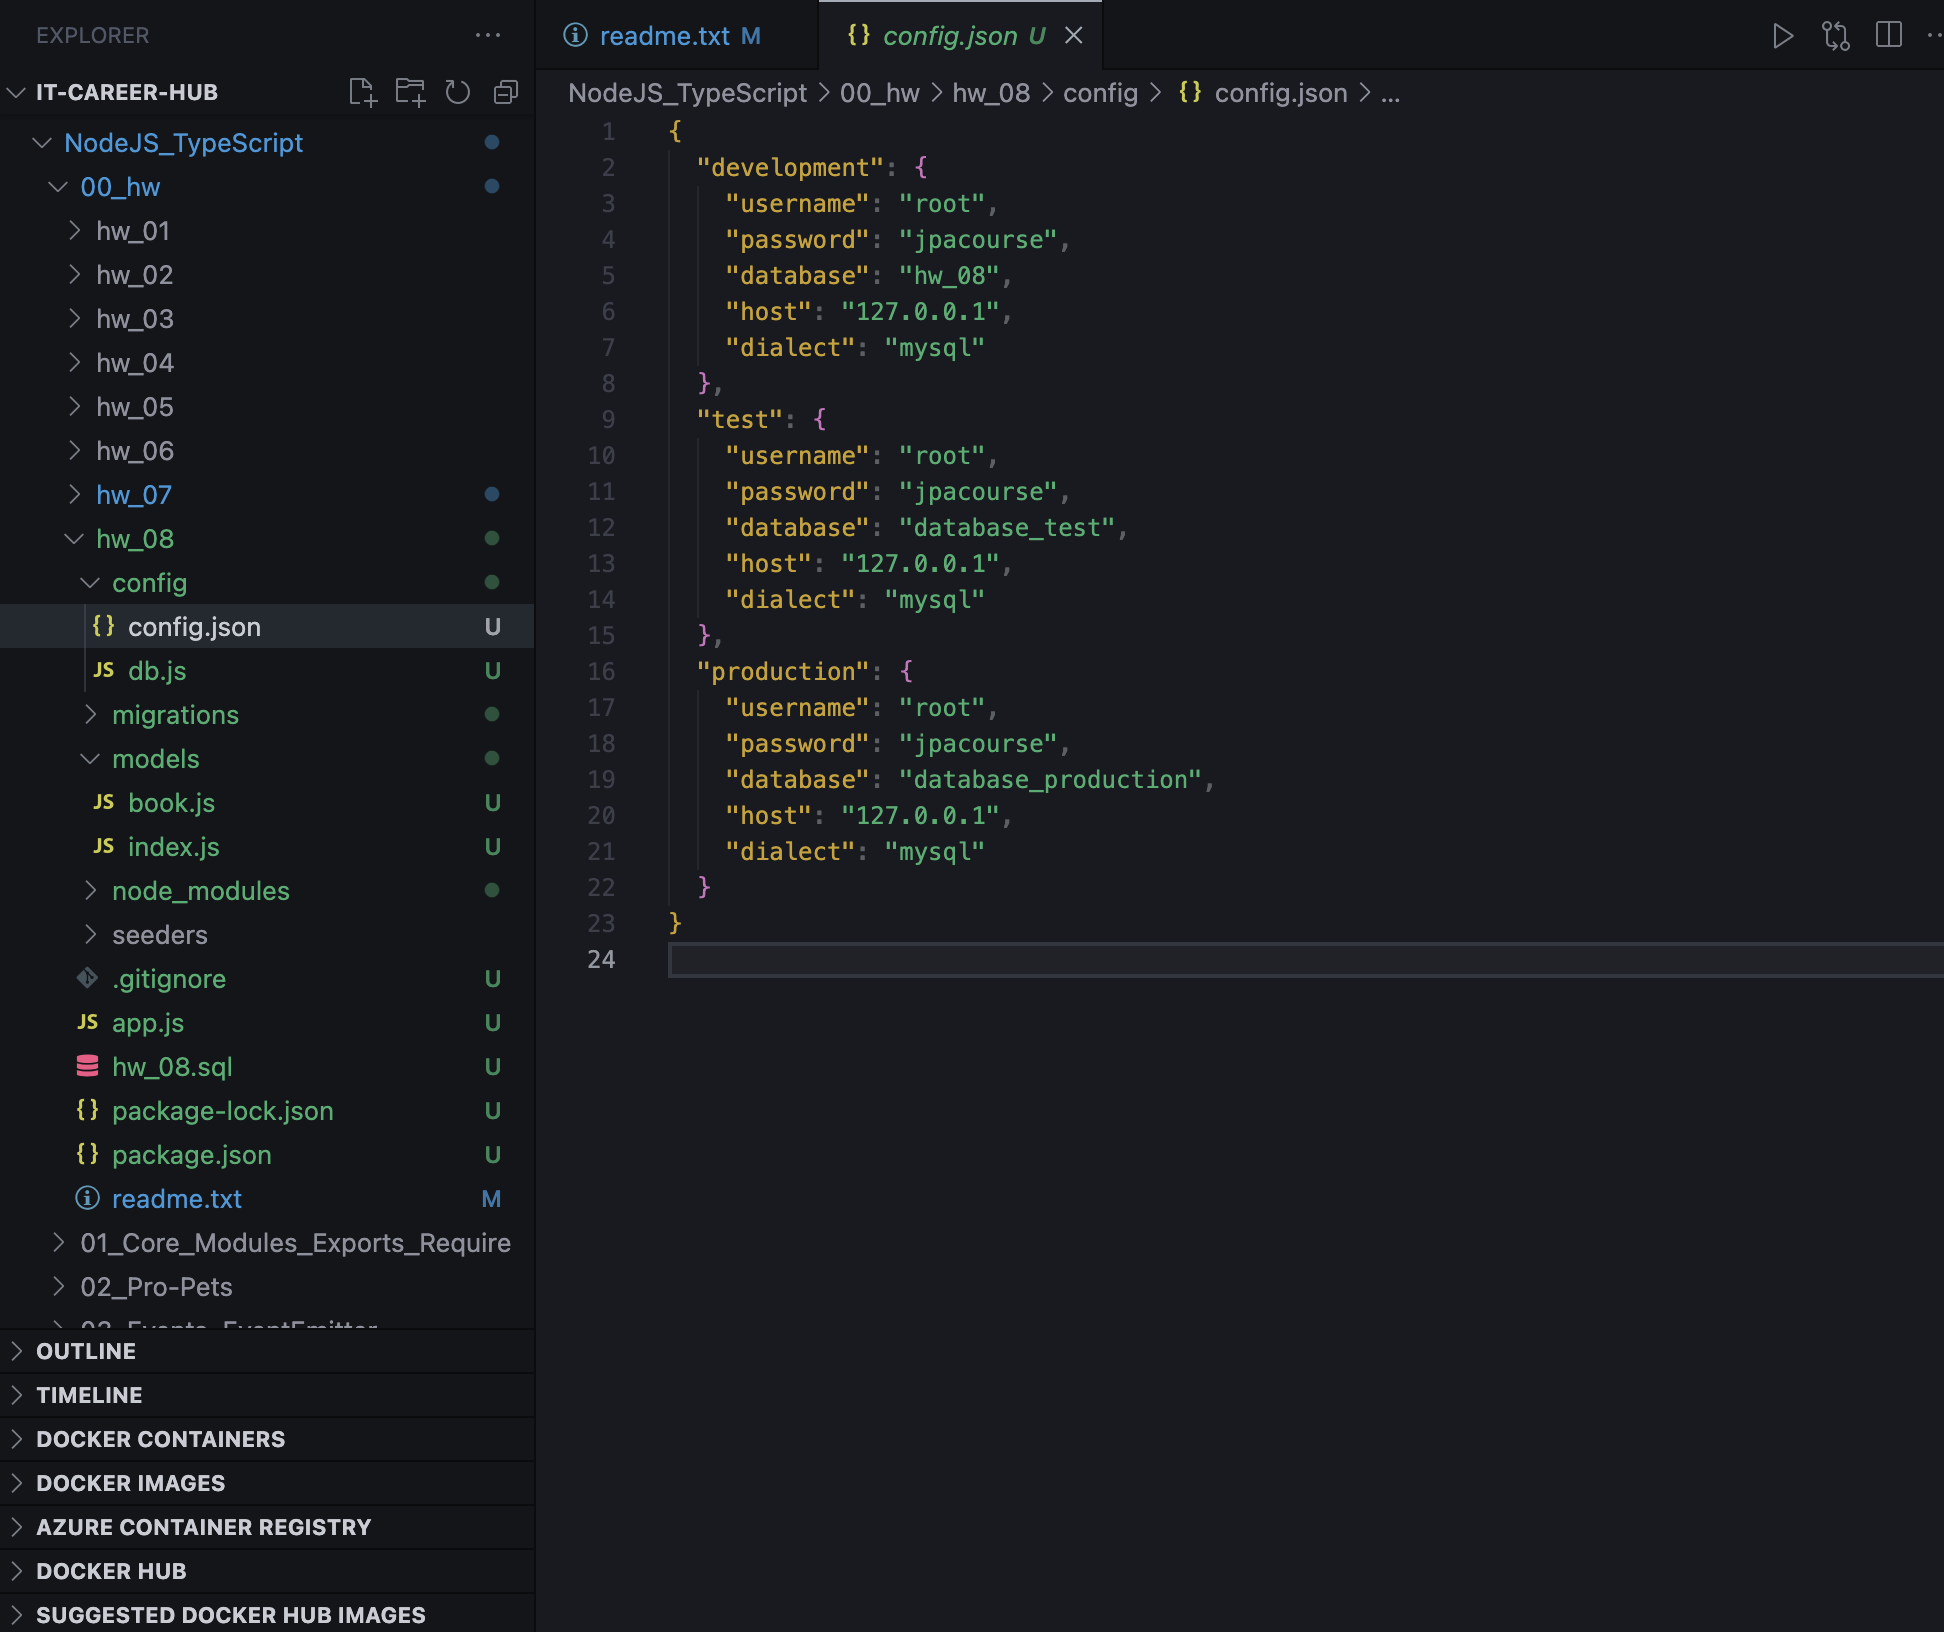 EXPLORER
IT-CAREER-HUB
NodeJS_TypeScript
00_hw
hw_01
hw_02
hw_03
hw_04
hw_05
hw_06
hw_07
hw_08
config
{} config.json U
JS db.js U
migrations
models
JS book.js U
JS index.js U
node_modules
seeders
.gitignore U
JS app.js U
hw_08.sql U
{} package-lock.json U
{} package.json U
readme.txt M
01_Core_Modules_Exports_Require
02_Pro-Pets
03_Events_EventEmitter
OUTLINE
TIMELINE
DOCKER CONTAINERS
DOCKER IMAGES
AZURE CONTAINER REGISTRY
DOCKER HUB
SUGGESTED DOCKER HUB IMAGES
readme.txt M {} config.json U
NodeJS_TypeScript > 00_hw > hw_08 > config > {} config.json > ...
1 {
2 "development": {
3 "username": "root",
4 "password": "jpacourse",
5 "database": "hw_08",
6 "host": "127.0.0.1",
7 "dialect": "mysql"
8 },
9 "test": {
10 "username": "root",
11 "password": "jpacourse",
12 "database": "database_test",
13 "host": "127.0.0.1",
14 "dialect": "mysql"
15 },
16 "production": {
17 "username": "root",
18 "password": "jpacourse",
19 "database": "database_production",
20 "host": "127.0.0.1",
21 "dialect": "mysql"
22 }
23 }
24